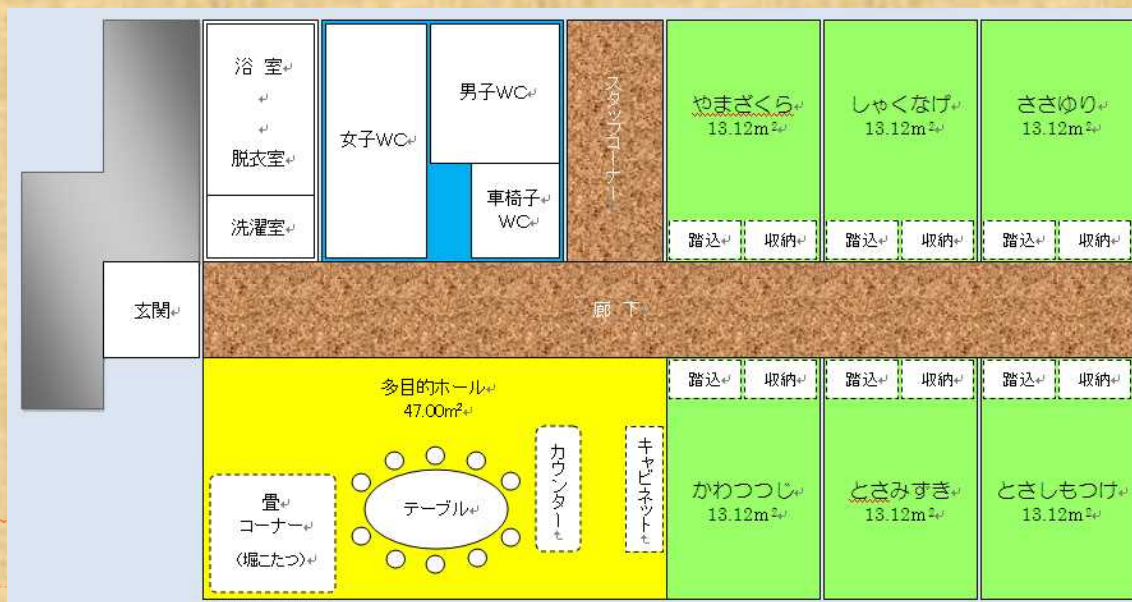 浴 室
脱衣室
洗濯室
女子WC
男子WC
車椅子
WC
スタッフコーナー
やまざくら
13.12m²
踏込
収納
しゃくなげ
13.12m²
踏込
収納
ささゆり
13.12m²
踏込
収納
玄関
廊 下
多目的ホール
47.00m²
畳
コーナー
(堀こたつ)
テーブル
カウンター
キャビネット
踏込
収納
かわつつじ
13.12m²
踏込
収納
とさみずき
13.12m²
踏込
収納
とさしもつけ
13.12m²